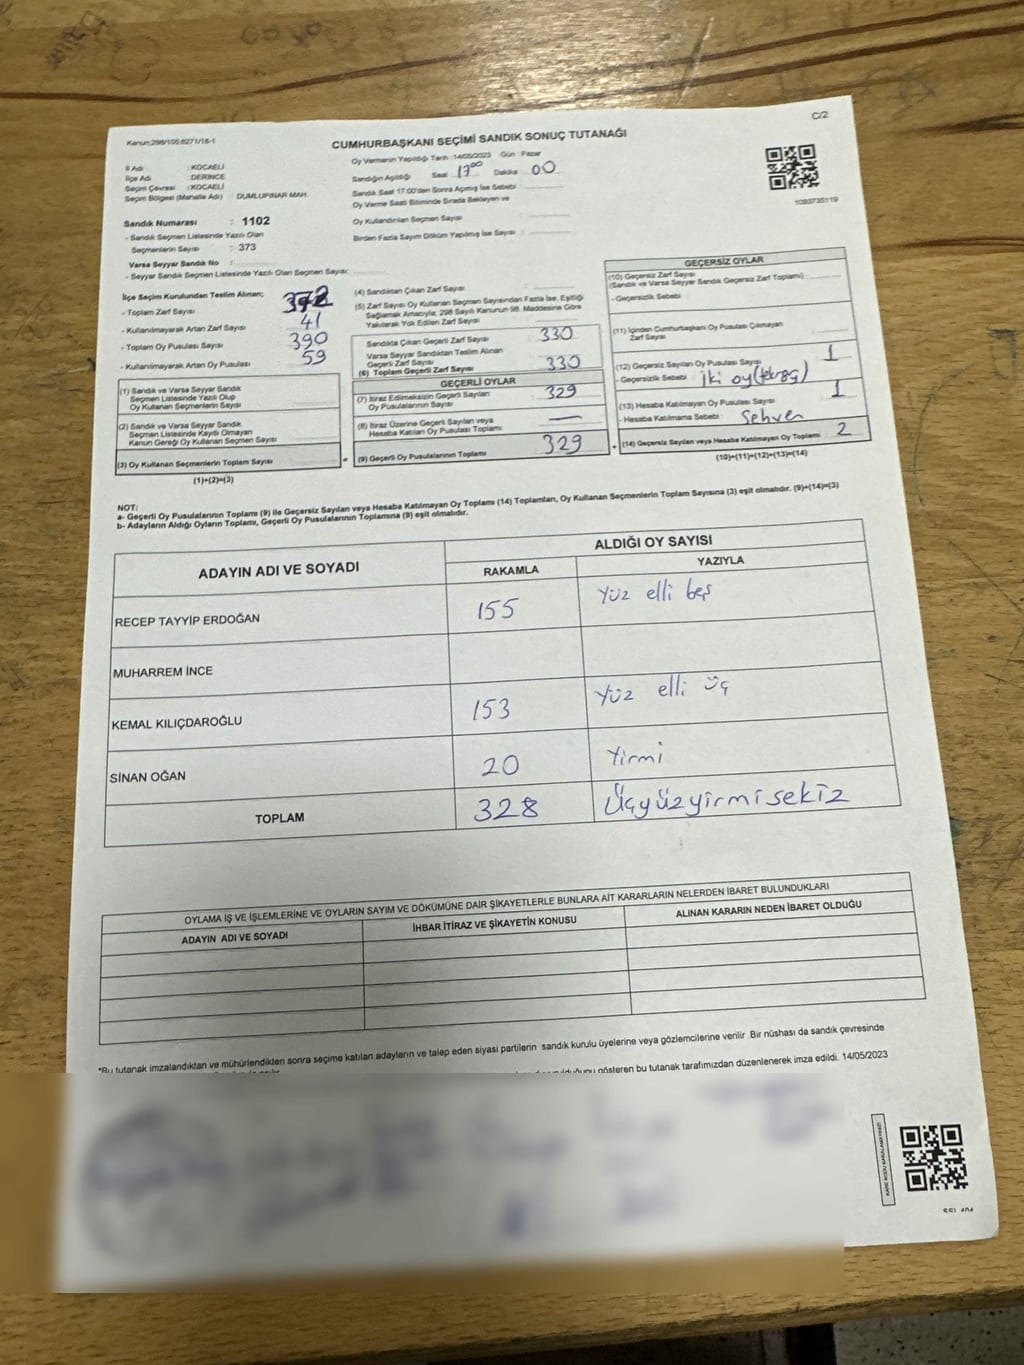 C/2
Kanun:298/105-6271/16-1
CUMHURBAŞKANI SEÇİMİ SANDIK SONUÇ TUTANAĞI
İl Adı : KOCAELİ
İlçe Adı : DERİNCE
Seçim Çevresi : KOCAELİ
Seçim Bölgesi (Mahalle Adı) : DUMLUPINAR MAH.
Oy Vermenin Yapıldığı Tarih :14/05/2023 Gün : Pazar
Sandığın Açıldığı Saat 17 00 Dakika 00
Sandık Saat 17:00'den Sonra Açılmış İse Sebebi :
Oy Verme Saati Bitiminde Sırada Bekleyen ve
Oy Kullandırılan Seçmen Sayısı :
Birden Fazla Sayım Döküm Yapılmış İse Sayısı :
1093735119
Sandık Numarası : 1102
- Sandık Seçmen Listesinde Yazılı Olan
Seçmenlerin Sayısı : 373
Varsa Seyyar Sandık No :
- Seyyar Sandık Seçmen Listesinde Yazılı Olan Seçmen Sayısı:
İlçe Seçim Kurulundan Teslim Alınan;
- Toplam Zarf Sayısı
- Kullanılmayarak Artan Zarf Sayısı 41
- Toplam Oy Pusulası Sayısı 390
- Kullanılmayarak Artan Oy Pusulası 59
(1) Sandık ve Varsa Seyyar Sandık
Seçmen Listesinde Yazılı Olup
Oy Kullanan Seçmenlerin Sayısı
(2) Sandık ve Varsa Seyyar Sandık
Seçmen Listesinde Kayıtlı Olmayan
Kanun Gereği Oy Kullanan Seçmen Sayısı
(3) Oy Kullanan Seçmenlerin Toplam Sayısı =
(1)+(2)=(3)
(4) Sandıktan Çıkan Zarf Sayısı
(5) Zarf Sayısı Oy Kullanan Seçmen Sayısından Fazla İse, Eşitliği
Sağlamak Amacıyla; 298 Sayılı Kanunun 98. Maddesine Göre
Yakılarak Yok Edilen Zarf Sayısı
Sandıkta Çıkan Geçerli Zarf Sayısı 330
Varsa Seyyar Sandıktan Teslim Alınan
Geçerli Zarf Sayısı
(6) Toplam Geçerli Zarf Sayısı 330
GEÇERLİ OYLAR
(7) İtiraz Edilmeksizin Geçerli Sayılan
Oy Pusulalarının Sayısı 329
(8) İtiraz Üzerine Geçerli Sayılan veya
Hesaba Katılan Oy Pusulası Toplamı —
(9) Geçerli Oy Pusulalarının Toplamı 329 +
GEÇERSİZ OYLAR
(10) Geçersiz Zarf Sayısı
(Sandık ve Varsa Seyyar Sandık Geçersiz Zarf Toplamı) :
- Geçersizlik Sebebi :
(11) İçinden Cumhurbaşkanı Oy Pusulası Çıkmayan
Zarf Sayısı
(12) Geçersiz Sayılan Oy Pusulası Sayısı 1
- Geçersizlik Sebebi : İki oy
(13) Hesaba Katılmayan Oy Pusulası Sayısı 1
- Hesaba Katılmama Sebebi : Sehven
(14) Geçersiz Sayılan veya Hesaba Katılmayan Oy Toplamı 2
(10)+(11)+(12)+(13)=(14)
NOT:
a- Geçerli Oy Pusulalarının Toplamı (9) ile Geçersiz Sayılan veya Hesaba Katılmayan Oy Toplamı (14) Toplamları, Oy Kullanan Seçmenlerin Toplam Sayısına (3) eşit olmalıdır. (9)+(14)=(3)
b- Adayların Aldığı Oyların Toplamı, Geçerli Oy Pusulalarının Toplamına (9) eşit olmalıdır.
ADAYIN ADI VE SOYADI
ALDIĞI OY SAYISI
RAKAMLA YAZIYLA
RECEP TAYYİP ERDOĞAN 155 Yüz elli beş
MUHARREM İNCE
KEMAL KILIÇDAROĞLU 153 Yüz elli üç
SİNAN OĞAN 20 Yirmi
TOPLAM 328 Üçyüzyirmisekiz
OYLAMA İŞ VE İŞLEMLERİNE VE OYLARIN SAYIM VE DÖKÜMÜNE DAİR ŞİKAYETLERLE BUNLARA AİT KARARLARIN NELERDEN İBARET BULUNDUKLARI
ADAYIN ADI VE SOYADI İHBAR İTİRAZ VE ŞİKAYETİN KONUSU ALINAN KARARIN NEDEN İBARET OLDUĞU
*Bu tutanak imzalandıktan ve mühürlendikten sonra seçime katılan adayların ve talep eden siyasi partilerin sandık kurulu üyelerine veya gözlemcilerine verilir .Bir nüshası da sandık çevresinde
gösteren bu tutanak tarafımızdan düzenlenerek imza edildi. 14/05/2023